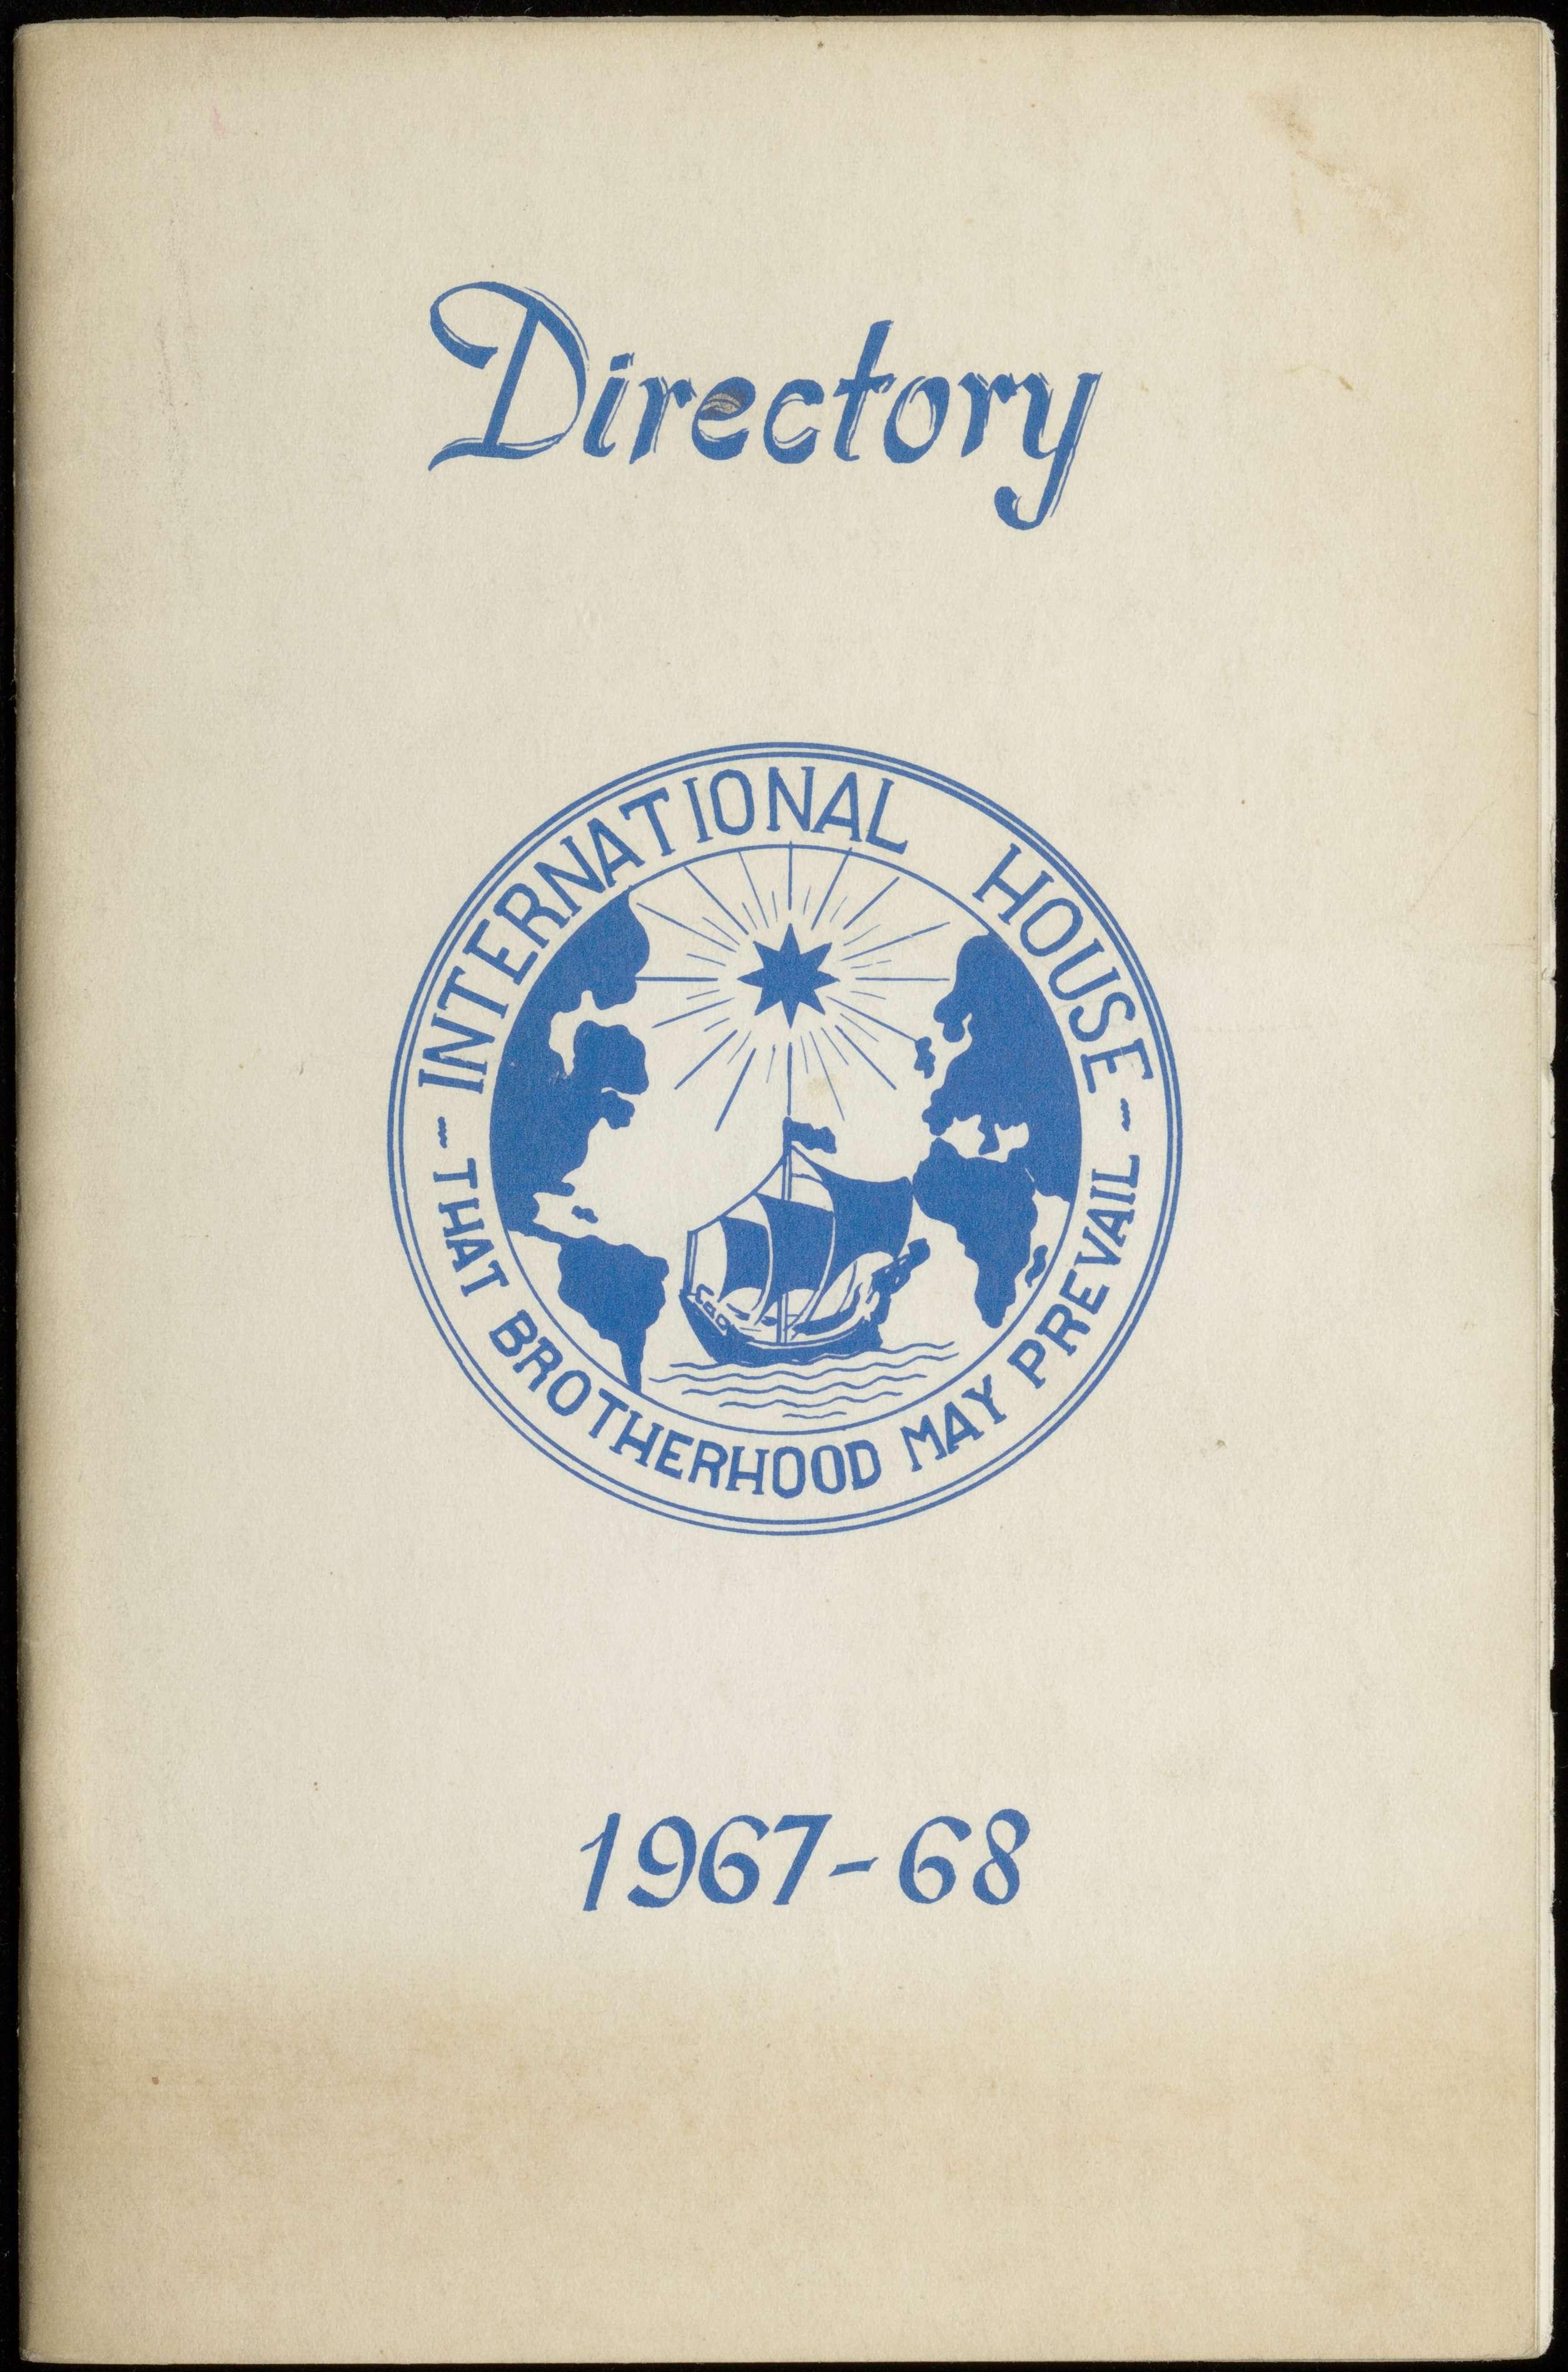 Directory
- INTERNATIONAL HOUSE -
THAT BROTHERHOOD MAY PREVAIL
1967-68